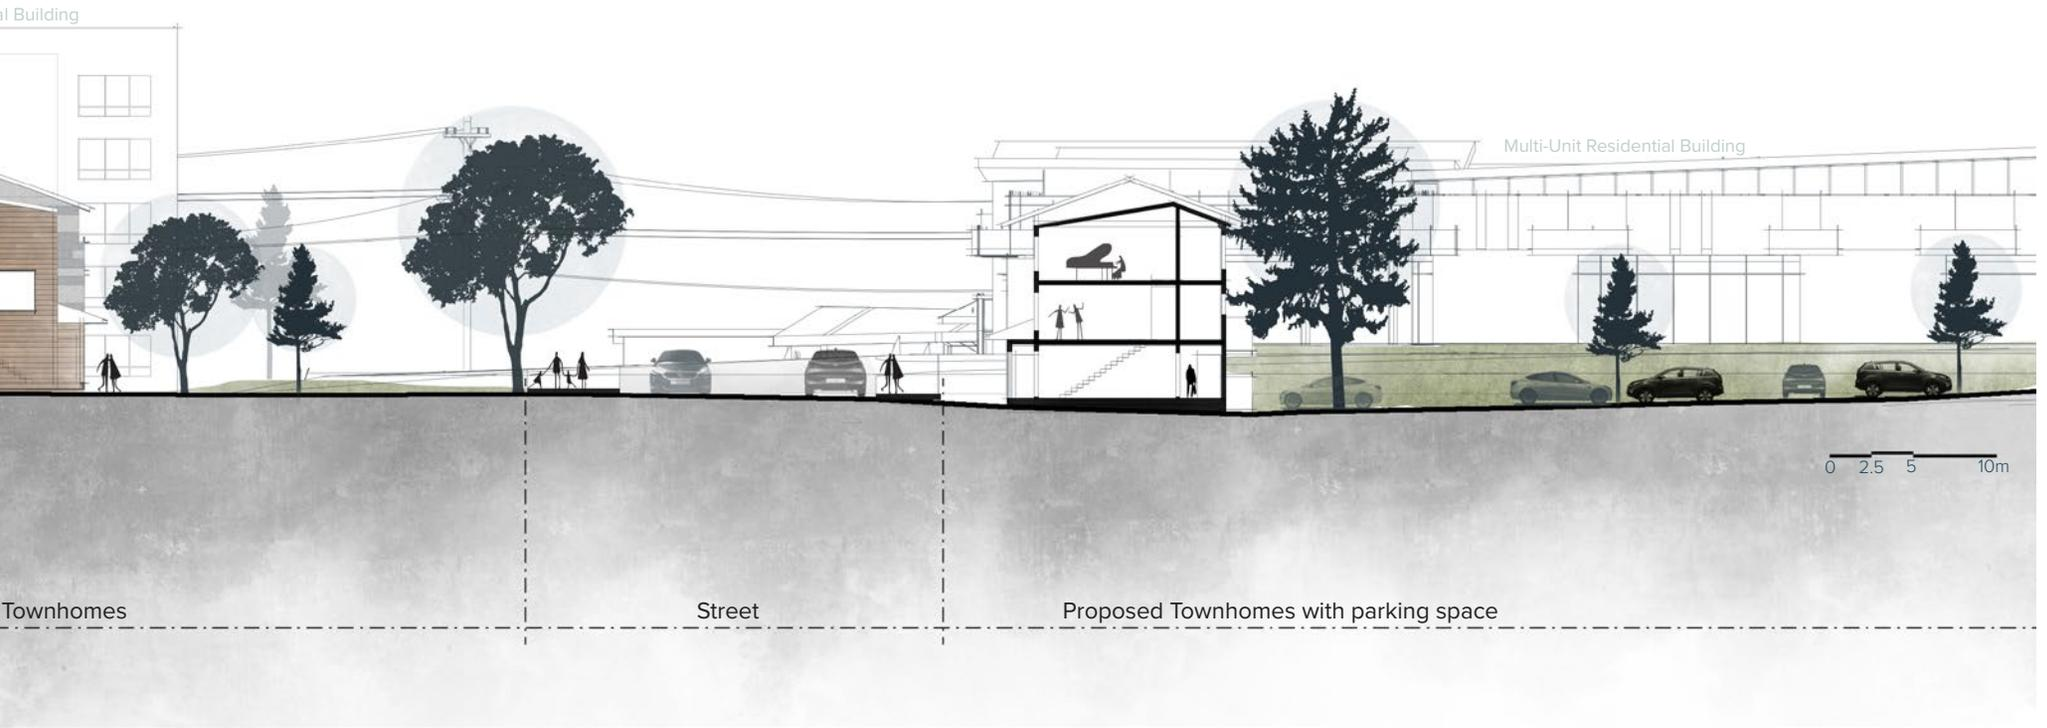 al Building
Multi-Unit Residential Building
0 2.5 5 10m
Townhomes
Street
Proposed Townhomes with parking space